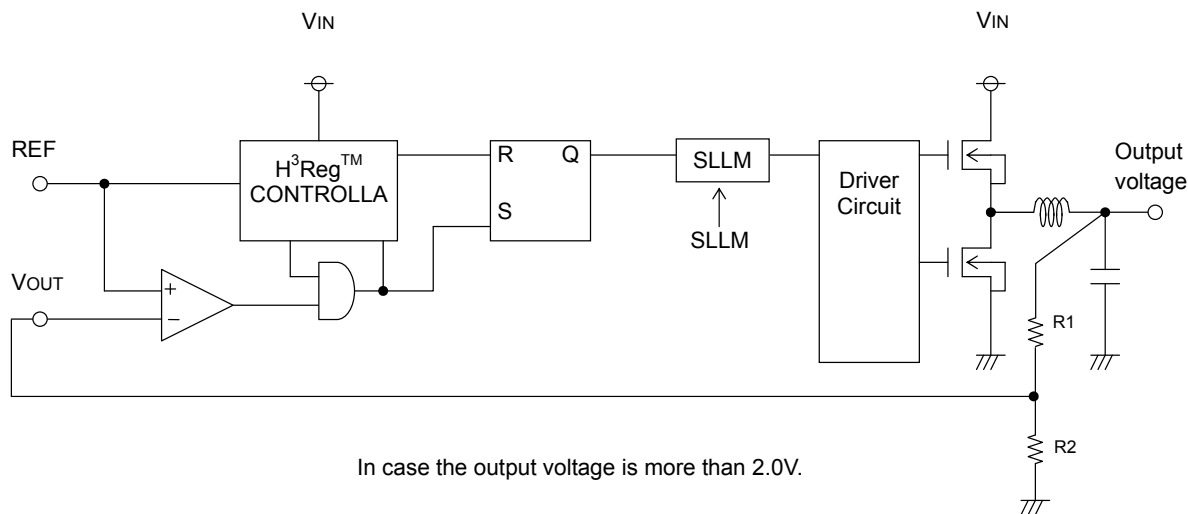 VIN
VIN
REF
H³Reg™
CONTROLLA
R
Q
S
SLLM
SLLM
Driver
Circuit
Output
voltage
VOUT
+
−
R1
R2
In case the output voltage is more than 2.0V.